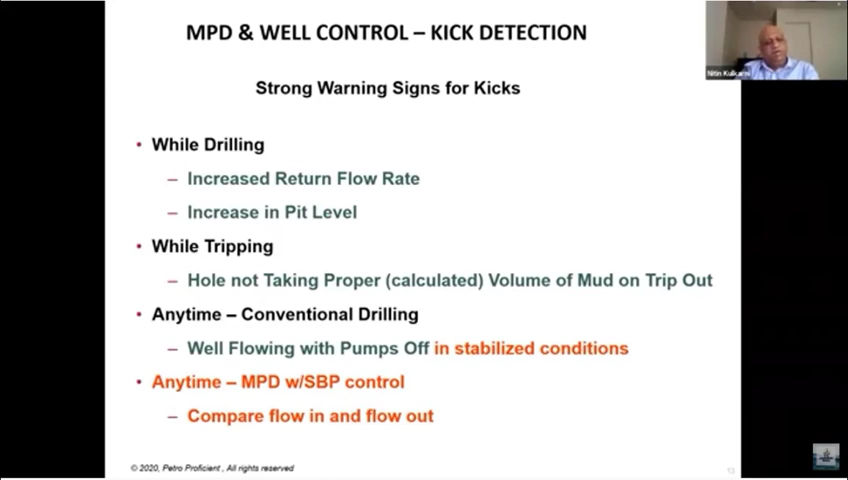 MPD & WELL CONTROL – KICK DETECTION
Nitin Kulkarni
Strong Warning Signs for Kicks
• While Drilling
– Increased Return Flow Rate
– Increase in Pit Level
• While Tripping
– Hole not Taking Proper (calculated) Volume of Mud on Trip Out
• Anytime – Conventional Drilling
– Well Flowing with Pumps Off in stabilized conditions
• Anytime – MPD w/SBP control
– Compare flow in and flow out
© 2020, Petro Proficient , All rights reserved
13